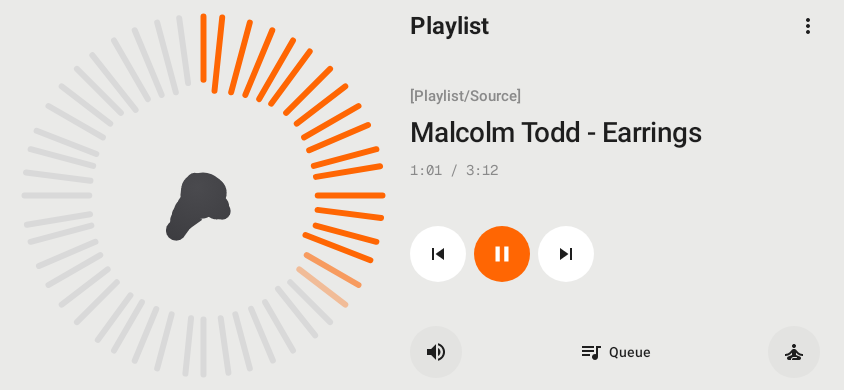 Playlist
[Playlist/Source]
Malcolm Todd - Earrings
1:01 / 3:12
Queue